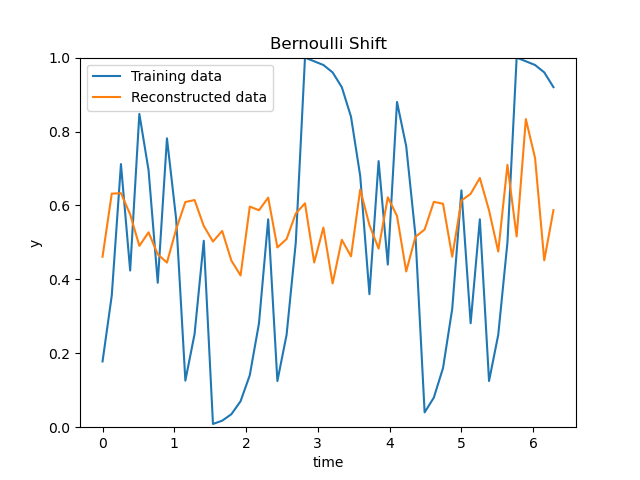 Bernoulli Shift
Training data
Reconstructed data
1.0
0.8
0.6
0.4
0.2
0.0
y
0 1 2 3 4 5 6
time